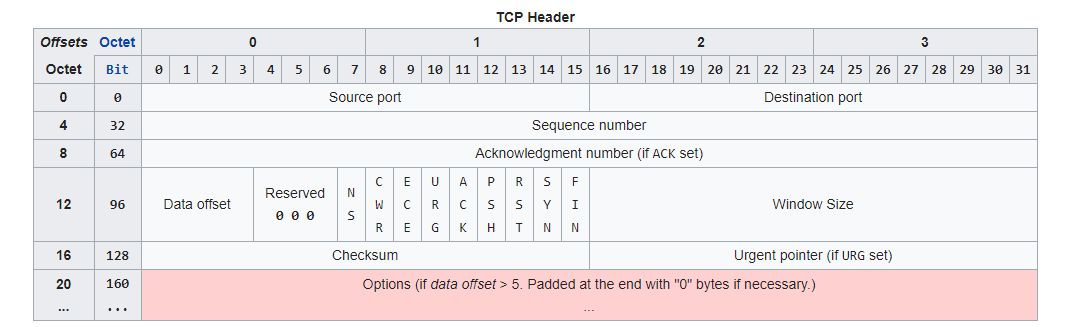 TCP Header
Offsets Octet 0 1 2 3
Octet Bit 0 1 2 3 4 5 6 7 8 9 10 11 12 13 14 15 16 17 18 19 20 21 22 23 24 25 26 27 28 29 30 31
0 0 Source port Destination port
4 32 Sequence number
8 64 Acknowledgment number (if ACK set)
12 96 Data offset Reserved 0 0 0 NS CWR ECE URG ACK PSH RST SYN FIN Window Size
16 128 Checksum Urgent pointer (if URG set)
20 160 Options (if data offset > 5. Padded at the end with "0" bytes if necessary.)
... ... ...